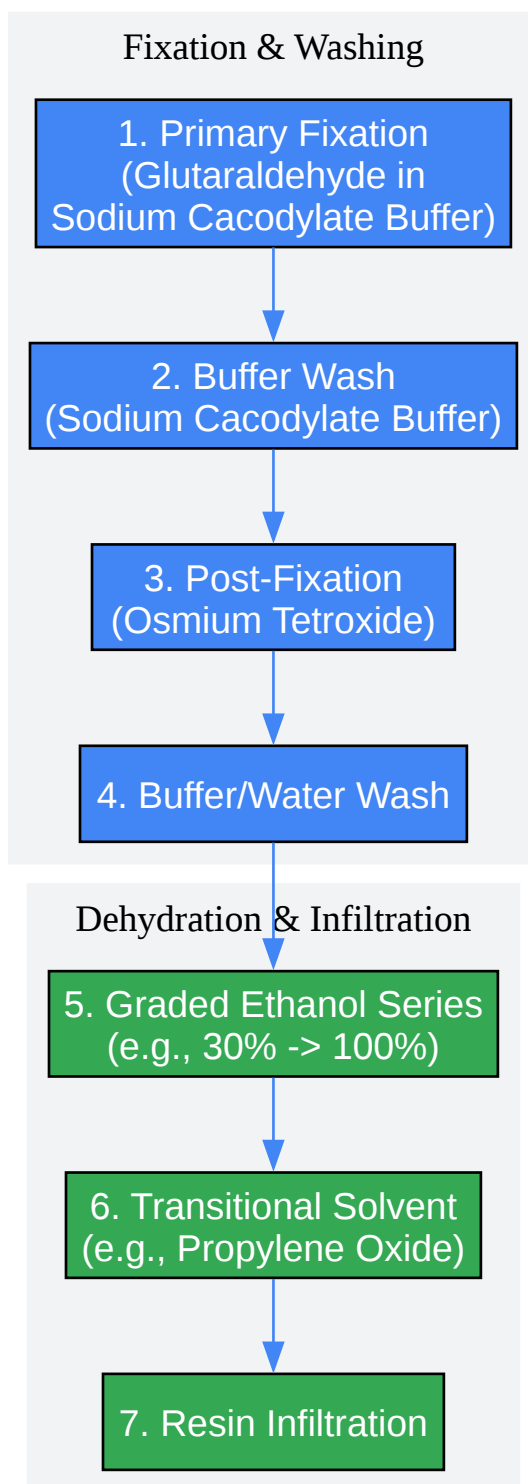 Fixation & Washing
1. Primary Fixation
(Glutaraldehyde in
Sodium Cacodylate Buffer)
2. Buffer Wash
(Sodium Cacodylate Buffer)
3. Post-Fixation
(Osmium Tetroxide)
4. Buffer/Water Wash
Dehydration & Infiltration
5. Graded Ethanol Series
(e.g., 30% -> 100%)
6. Transitional Solvent
(e.g., Propylene Oxide)
7. Resin Infiltration